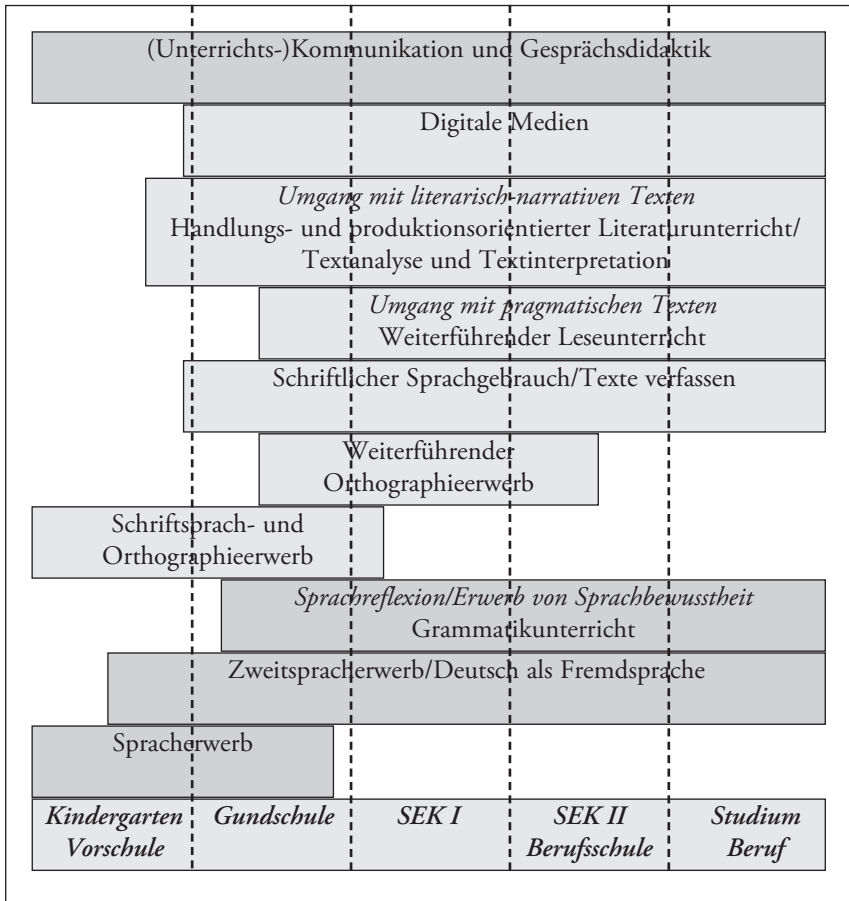 (Unterrichts-)Kommunikation und Gesprächsdidaktik
Digitale Medien
Umgang mit literarisch-narrativen Texten
Handlungs- und produktionsorientierter Literaturunterricht/
Textanalyse und Textinterpretation
Umgang mit pragmatischen Texten
Weiterführender Leseunterricht
Schriftlicher Sprachgebrauch/Texte verfassen
Weiterführender
Orthographieerwerb
Schriftsprach- und
Orthographieerwerb
Sprachreflexion/Erwerb von Sprachbewusstheit
Grammatikunterricht
Zweitspracherwerb/Deutsch als Fremdsprache
Spracherwerb
Kindergarten
Vorschule
Gundschule
SEK I
SEK II
Berufsschule
Studium
Beruf